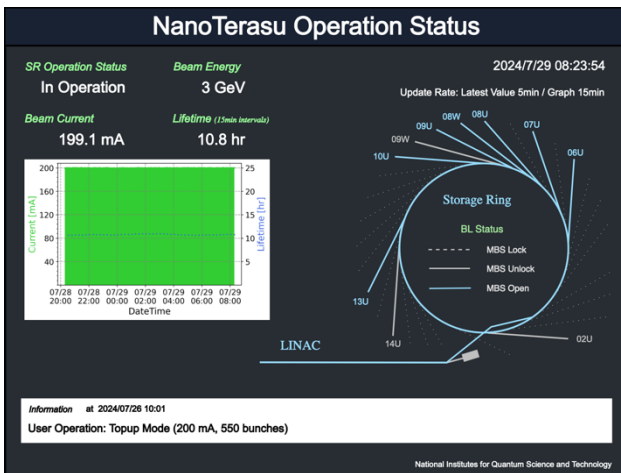 NanoTerasu Operation Status
SR Operation Status
Beam Energy
2024/7/29 08:23:54
In Operation
3 GeV
Update Rate: Latest Value 5min / Graph 15min
Beam Current
Lifetime (15min intervals)
199.1 mA
10.8 hr
200
160
120
80
40
Current [mA]
25
20
15
10
5
Lifetime [hr]
07/28 07/28 07/29 07/29 07/29 07/29 07/29
20:00 22:00 00:00 02:00 04:00 06:00 08:00
DateTime
10U
09W
09U
08W
08U
07U
06U
Storage Ring
BL Status
MBS Lock
MBS Unlock
MBS Open
13U
14U
02U
LINAC
Information at 2024/07/26 10:01
User Operation: Topup Mode (200 mA, 550 bunches)
National Institutes for Quantum Science and Technology